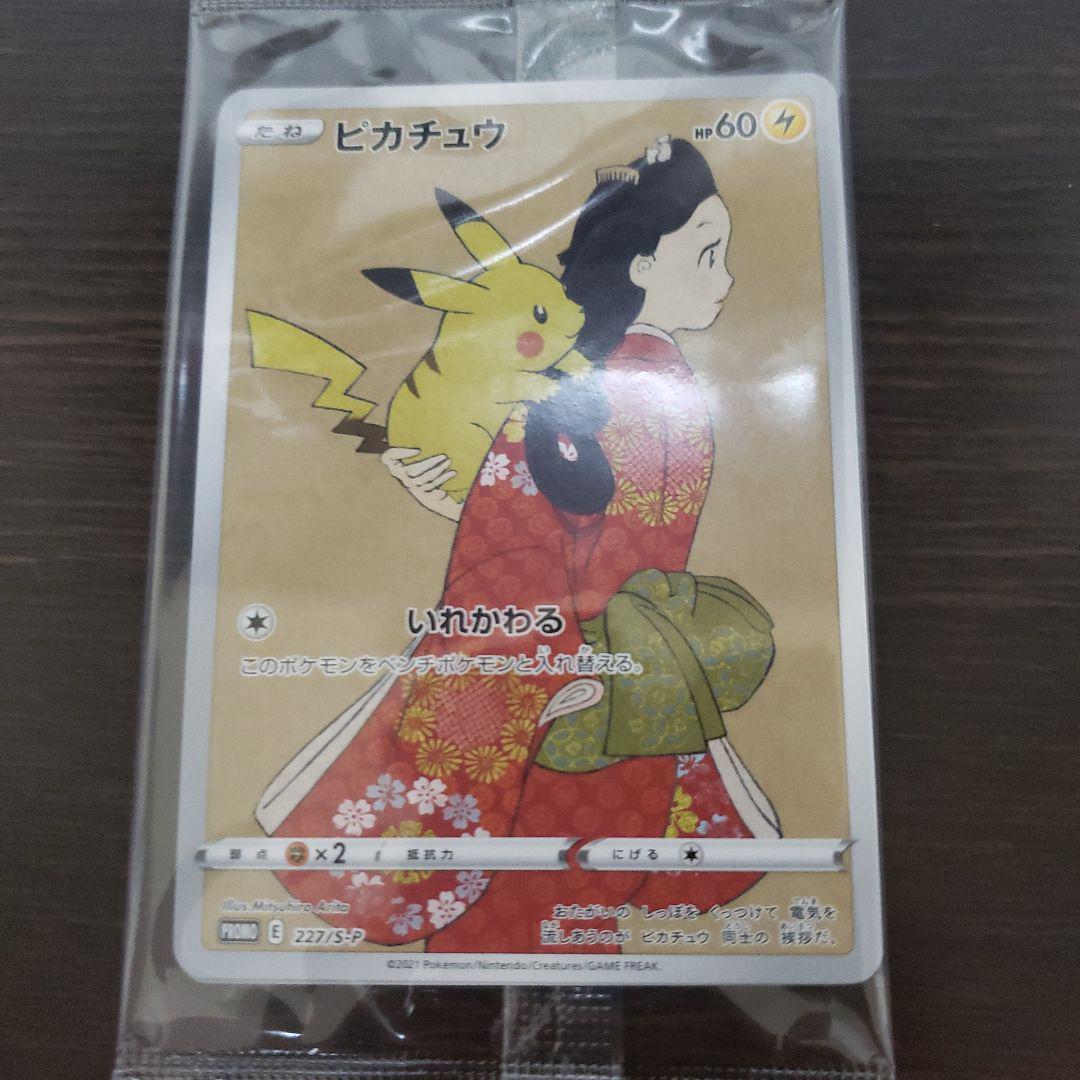 たね ピカチュウ HP60
いれかわる
このポケモンをベンチポケモンと入れ替える。
弱点 ×2 抵抗力 にげる
Illus. Mitsuhiro Arita
おたがいの しっぽを くっつけて 電気を
流しあうのが ピカチュウ 同士の 挨拶だ。
PROMO E 227/S-P
©2021 Pokémon/Nintendo/Creatures/GAME FREAK.